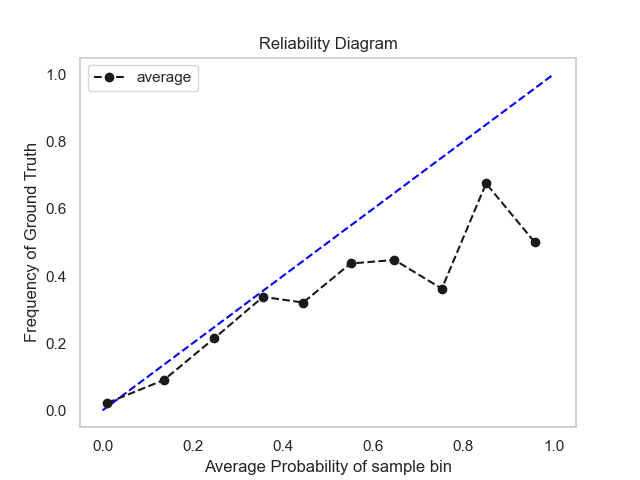 Reliability Diagram
average
Frequency of Ground Truth
1.0
0.8
0.6
0.4
0.2
0.0
0.0 0.2 0.4 0.6 0.8 1.0
Average Probability of sample bin